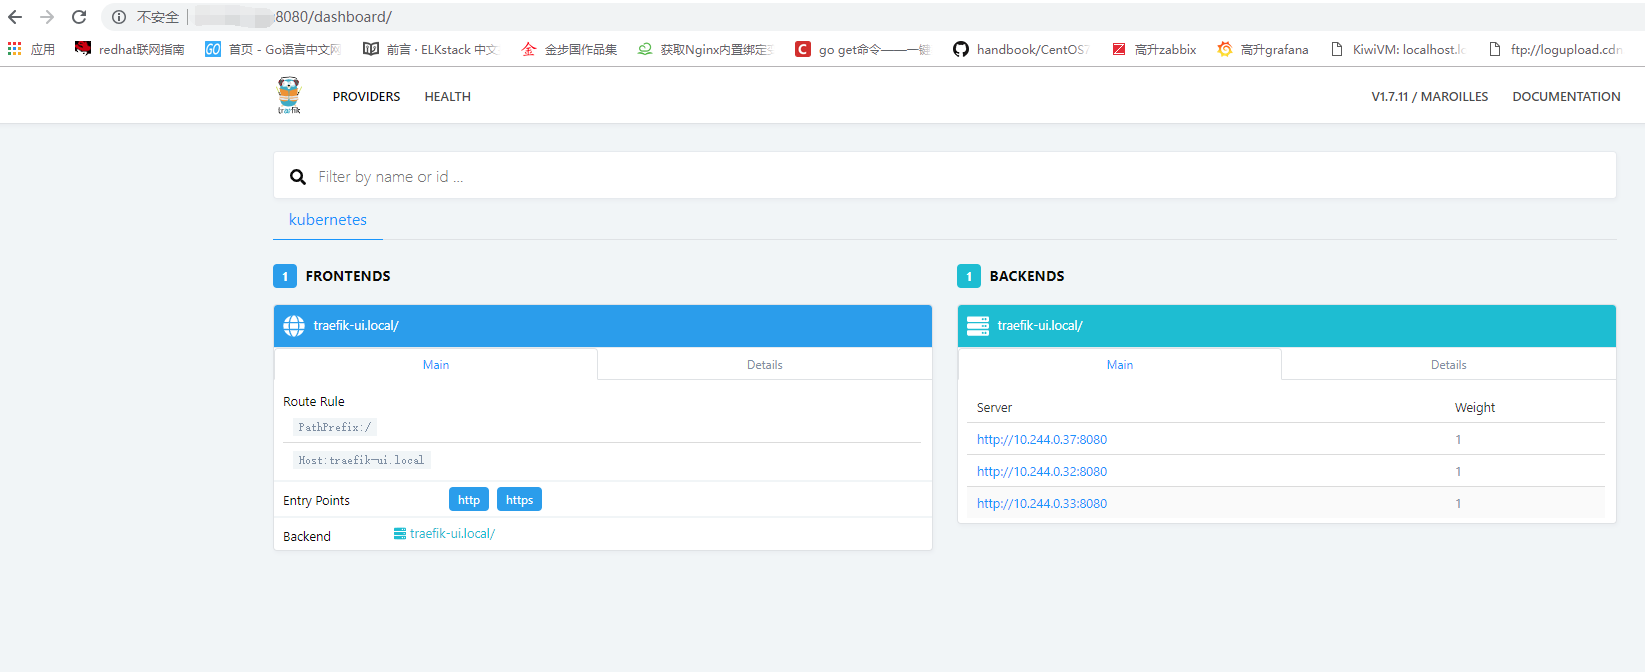 不安全 :8080/dashboard/
应用 redhat联网指南 首页 - Go语言中文网 前言 · ELKstack 中文 金步国作品集 获取Nginx内置绑定 go get命令——一键 handbook/CentOS7 高升zabbix 高升grafana KiwiVM: localhost.lo ftp://logupload.cdn
træfik PROVIDERS HEALTH V1.7.11 / MAROILLES DOCUMENTATION
Filter by name or id ...
kubernetes
1 FRONTENDS
traefik-ui.local/
Main Details
Route Rule
PathPrefix:/
Host:traefik-ui.local
Entry Points http https
Backend traefik-ui.local/
1 BACKENDS
traefik-ui.local/
Main Details
Server Weight
http://10.244.0.37:8080 1
http://10.244.0.32:8080 1
http://10.244.0.33:8080 1